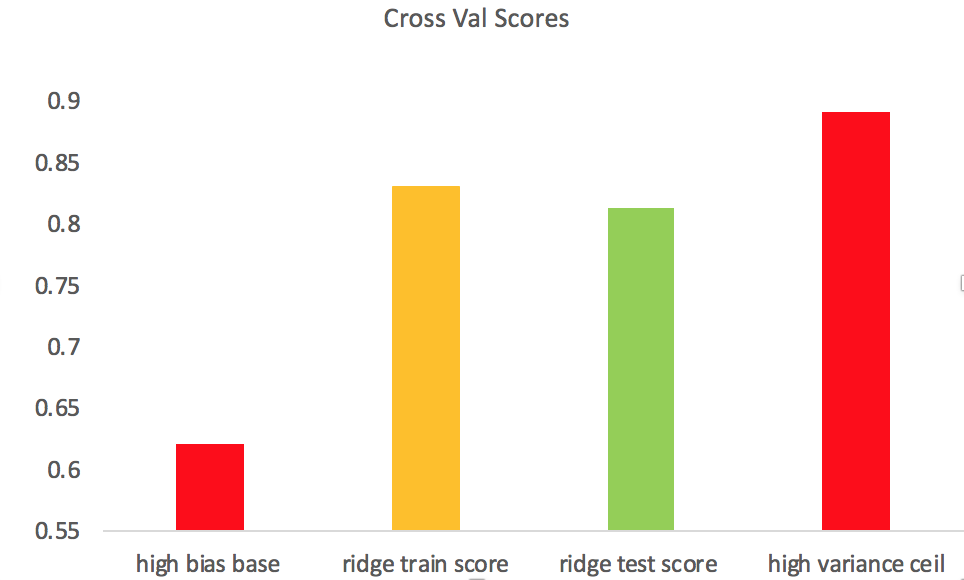 Cross Val Scores
0.9
0.85
0.8
0.75
0.7
0.65
0.6
0.55
high bias base
ridge train score
ridge test score
high variance ceil